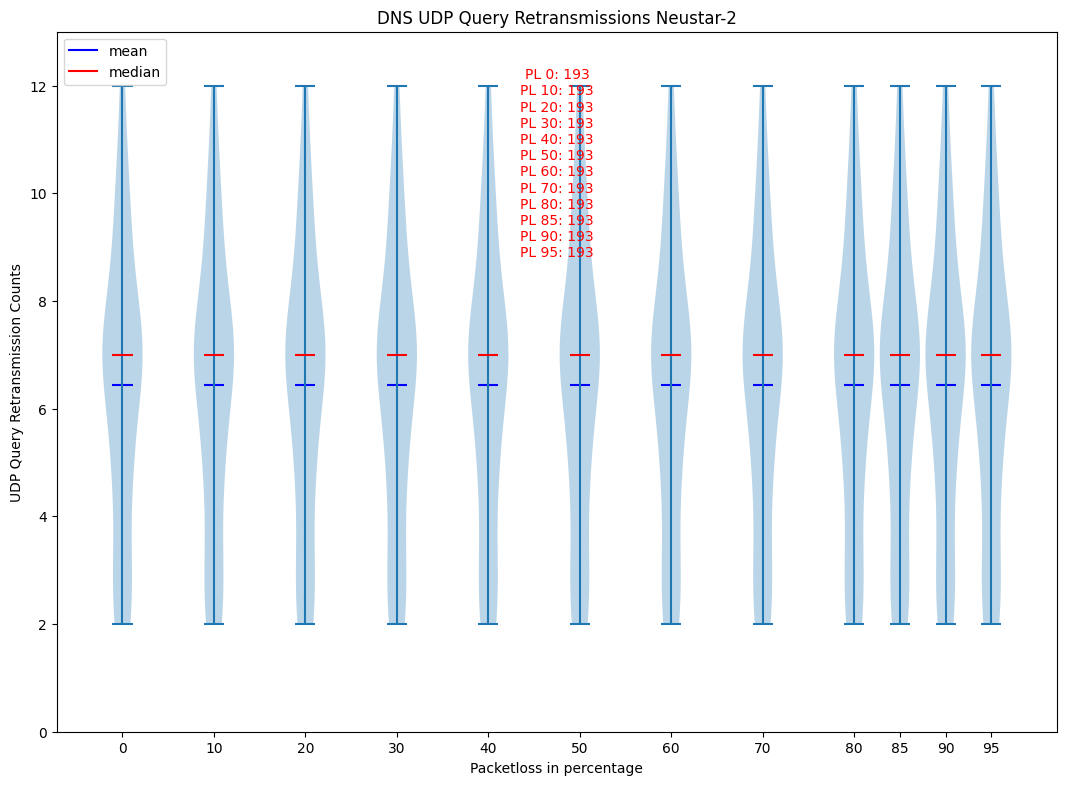 DNS UDP Query Retransmissions Neustar-2
mean
median
PL 0: 193
PL 10: 193
PL 20: 193
PL 30: 193
PL 40: 193
PL 50: 193
PL 60: 193
PL 70: 193
PL 80: 193
PL 85: 193
PL 90: 193
PL 95: 193
12
10
8
6
4
2
0
UDP Query Retransmission Counts
0 10 20 30 40 50 60 70 80 85 90 95
Packetloss in percentage